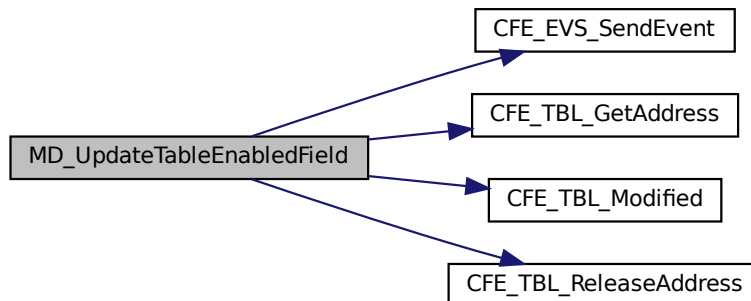 CFE_EVS_SendEvent
CFE_TBL_GetAddress
MD_UpdateTableEnabledField
CFE_TBL_Modified
CFE_TBL_ReleaseAddress